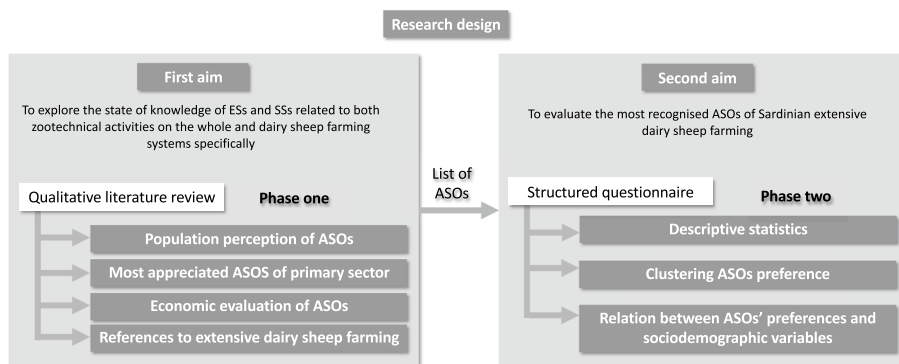 Research design
First aim
To explore the state of knowledge of ESs and SSs related to both
zootechnical activities on the whole and dairy sheep farming
systems specifically
Qualitative literature review
Phase one
Population perception of ASOs
Most appreciated ASOS of primary sector
Economic evaluation of ASOs
References to extensive dairy sheep farming
List of
ASOs
Second aim
To evaluate the most recognised ASOs of Sardinian extensive
dairy sheep farming
Structured questionnaire
Phase two
Descriptive statistics
Clustering ASOs preference
Relation between ASOs’ preferences and
sociodemographic variables